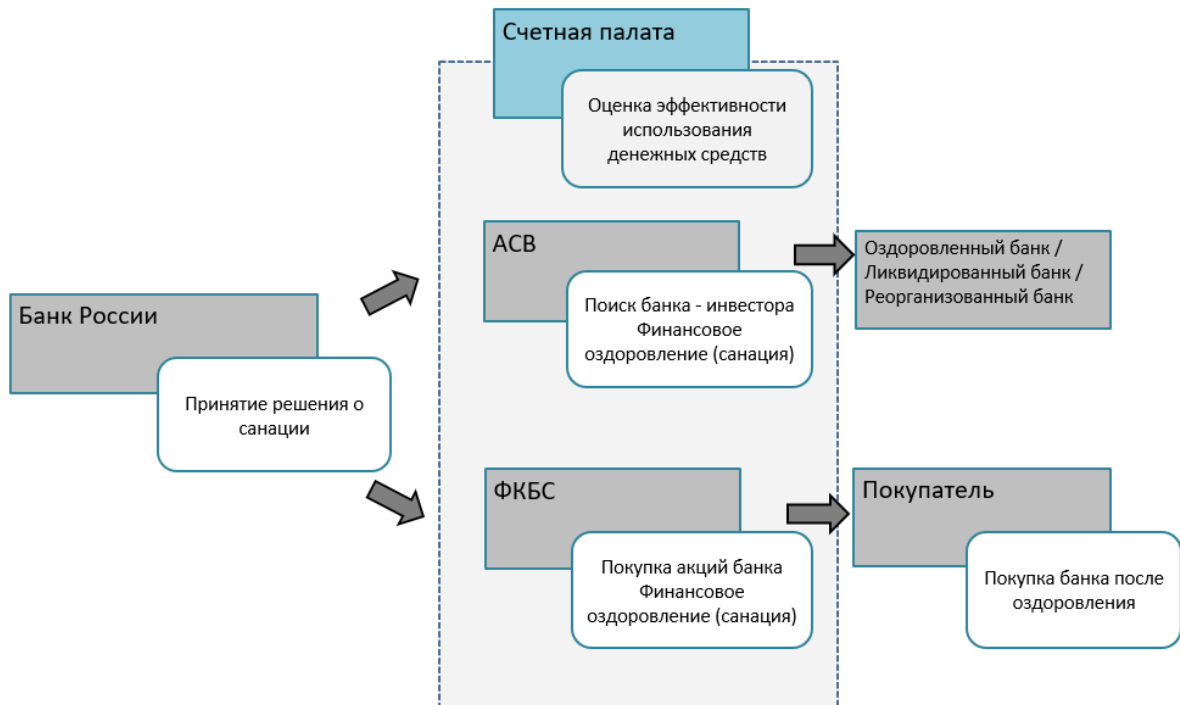 Счетная палата
Оценка эффективности
использования
денежных средств
АСВ
Поиск банка - инвестора
Финансовое
оздоровление (санация)
Оздоровленный банк /
Ликвидированный банк /
Реорганизованный банк
Банк России
Принятие решения о
санации
ФКБС
Покупка акций банка
Финансовое
оздоровление (санация)
Покупатель
Покупка банка после
оздоровления